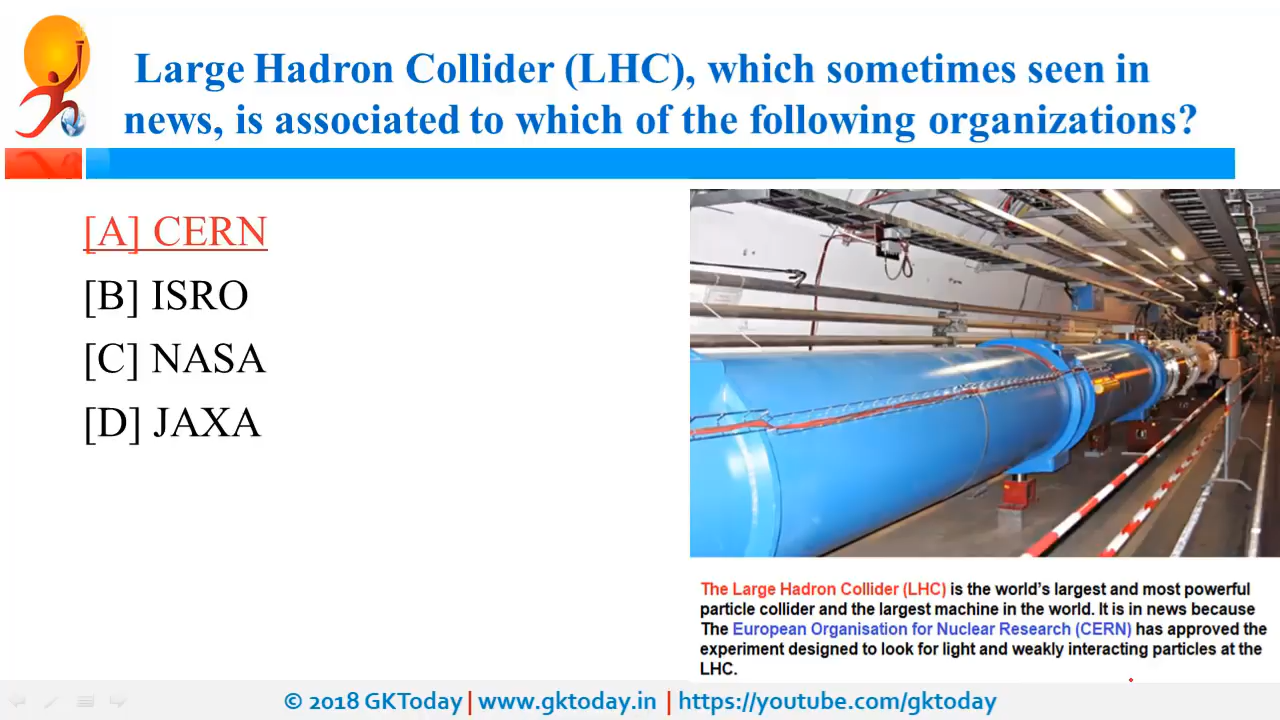 Large Hadron Collider (LHC), which sometimes seen in
news, is associated to which of the following organizations?
[A] CERN
[B] ISRO
[C] NASA
[D] JAXA
The Large Hadron Collider (LHC) is the world's largest and most powerful
particle collider and the largest machine in the world. It is in news because
The European Organisation for Nuclear Research (CERN) has approved the
experiment designed to look for light and weakly interacting particles at the
LHC.
© 2018 GKToday | www.gktoday.in | https://youtube.com/gktoday